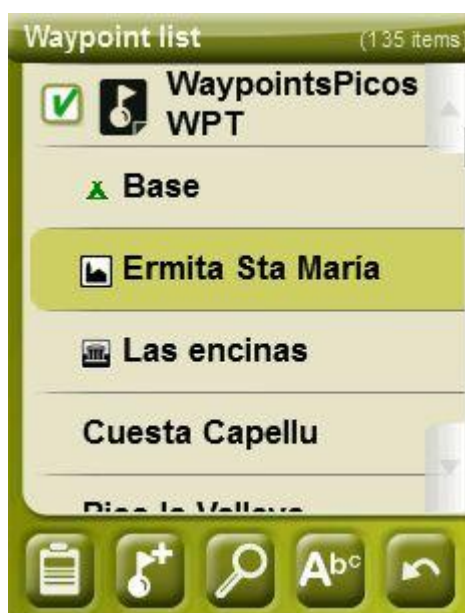 Waypoint list (135 items)
WaypointsPicos
WPT
Base
Ermita Sta María
Las encinas
Cuesta Capellu
Abc